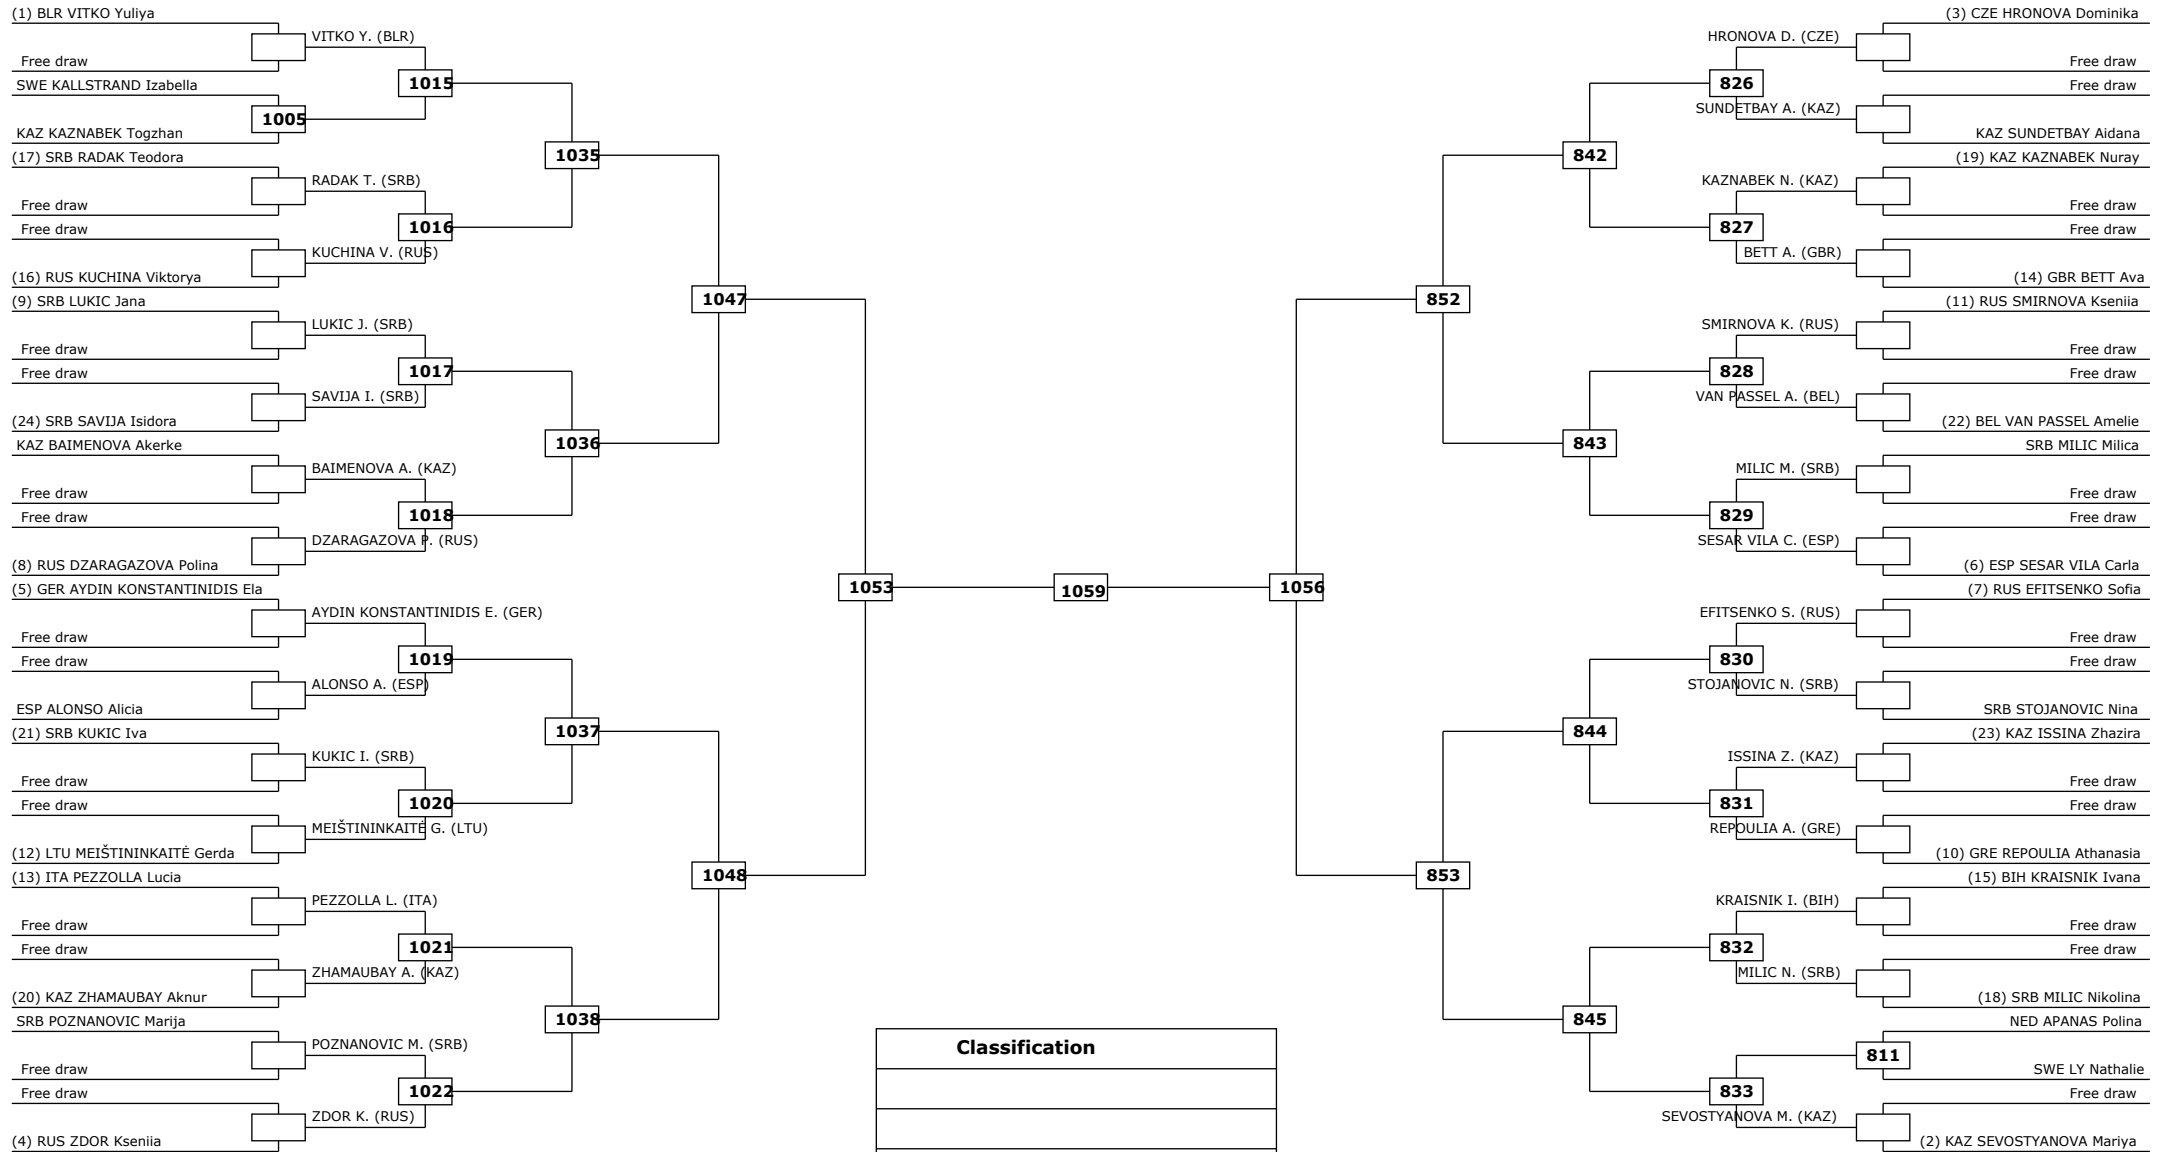 (1) BLR VITKO Yuliya
Free draw
SWE KALLSTRAND Izabella
KAZ KAZNABEK Togzhan
(17) SRB RADAK Teodora
Free draw
Free draw
(16) RUS KUCHINA Viktorya
(9) SRB LUKIC Jana
Free draw
Free draw
(24) SRB SAVIJA Isidora
KAZ BAIMENOVA Akerke
Free draw
Free draw
(8) RUS DZARAGAZOVA Polina
(5) GER AYDIN KONSTANTINIDIS Ela
Free draw
Free draw
ESP ALONSO Alicia
(21) SRB KUKIC Iva
Free draw
Free draw
(12) LTU MEIŠTININKAITĖ Gerda
(13) ITA PEZZOLLA Lucia
Free draw
Free draw
(20) KAZ ZHAMAUBAY Aknur
SRB POZNANOVIC Marija
Free draw
Free draw
(4) RUS ZDOR Kseniia
1005
VITKO Y. (BLR)
RADAK T. (SRB)
KUCHINA V. (RUS)
LUKIC J. (SRB)
SAVIJA I. (SRB)
BAIMENOVA A. (KAZ)
DZARAGAZOVA P. (RUS)
AYDIN KONSTANTINIDIS E. (GER)
ALONSO A. (ESP)
KUKIC I. (SRB)
MEIŠTININKAITĖ G. (LTU)
PEZZOLLA L. (ITA)
ZHAMAUBAY A. (KAZ)
POZNANOVIC M. (SRB)
ZDOR K. (RUS)
1015
1016
1017
1018
1019
1020
1021
1022
1035
1036
1037
1038
1047
1048
1053
1059
1056
852
853
842
843
844
845
826
827
828
829
830
831
832
833
HRONOVA D. (CZE)
SUNDETBAY A. (KAZ)
KAZNABEK N. (KAZ)
BETT A. (GBR)
SMIRNOVA K. (RUS)
VAN PASSEL A. (BEL)
MILIC M. (SRB)
SESAR VILA C. (ESP)
EFITSENKO S. (RUS)
STOJANOVIC N. (SRB)
ISSINA Z. (KAZ)
REPOULIA A. (GRE)
KRAISNIK I. (BIH)
MILIC N. (SRB)
SEVOSTYANOVA M. (KAZ)
811
(3) CZE HRONOVA Dominika
Free draw
Free draw
KAZ SUNDETBAY Aidana
(19) KAZ KAZNABEK Nuray
Free draw
Free draw
(14) GBR BETT Ava
(11) RUS SMIRNOVA Kseniia
Free draw
Free draw
(22) BEL VAN PASSEL Amelie
SRB MILIC Milica
Free draw
Free draw
(6) ESP SESAR VILA Carla
(7) RUS EFITSENKO Sofia
Free draw
Free draw
SRB STOJANOVIC Nina
(23) KAZ ISSINA Zhazira
Free draw
Free draw
(10) GRE REPOULIA Athanasia
(15) BIH KRAISNIK Ivana
Free draw
Free draw
(18) SRB MILIC Nikolina
NED APANAS Polina
SWE LY Nathalie
Free draw
(2) KAZ SEVOSTYANOVA Mariya
Classification